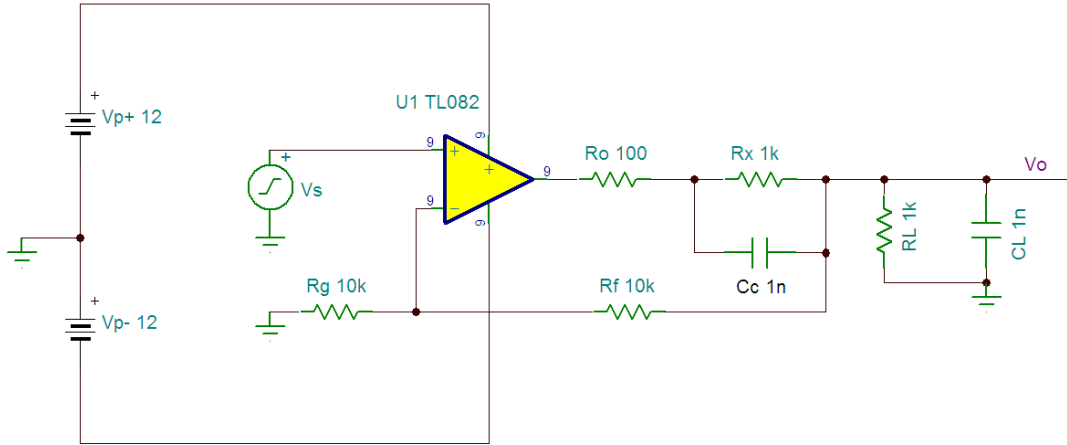 +
Vp+ 12
+
Vp- 12
+
Vs
U1 TL082
9
9
9
9
9
+
-
+
Ro 100
Rx 1k
Cc 1n
Rg 10k
Rf 10k
RL 1k
CL 1n
Vo